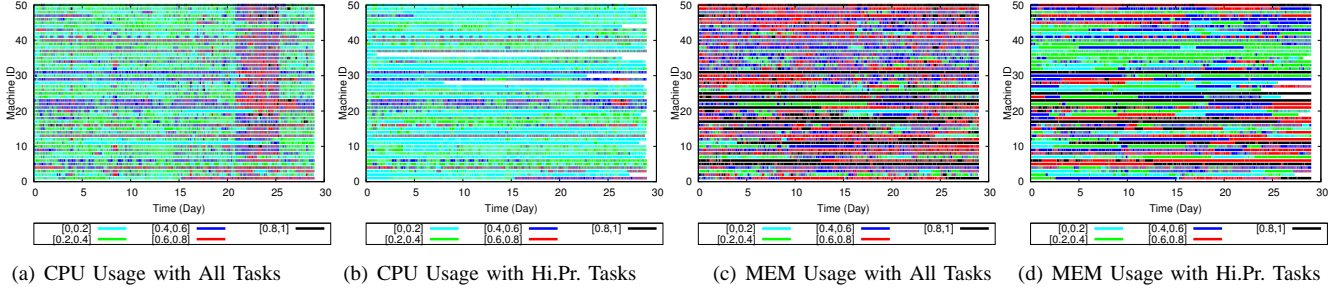 50
40
30
20
10
0
Machine ID
0 5 10 15 20 25 30
Time (Day)
[0,0.2] [0.4,0.6] [0.8,1]
[0.2,0.4] [0.6,0.8]
(a) CPU Usage with All Tasks
50
40
30
20
10
0
Machine ID
0 5 10 15 20 25 30
Time (Day)
[0,0.2] [0.4,0.6] [0.8,1]
[0.2,0.4] [0.6,0.8]
(b) CPU Usage with Hi.Pr. Tasks
50
40
30
20
10
0
Machine ID
0 5 10 15 20 25 30
Time (Day)
[0,0.2] [0.4,0.6] [0.8,1]
[0.2,0.4] [0.6,0.8]
(c) MEM Usage with All Tasks
50
40
30
20
10
0
Machine ID
0 5 10 15 20 25 30
Time (Day)
[0,0.2] [0.4,0.6] [0.8,1]
[0.2,0.4] [0.6,0.8]
(d) MEM Usage with Hi.Pr. Tasks